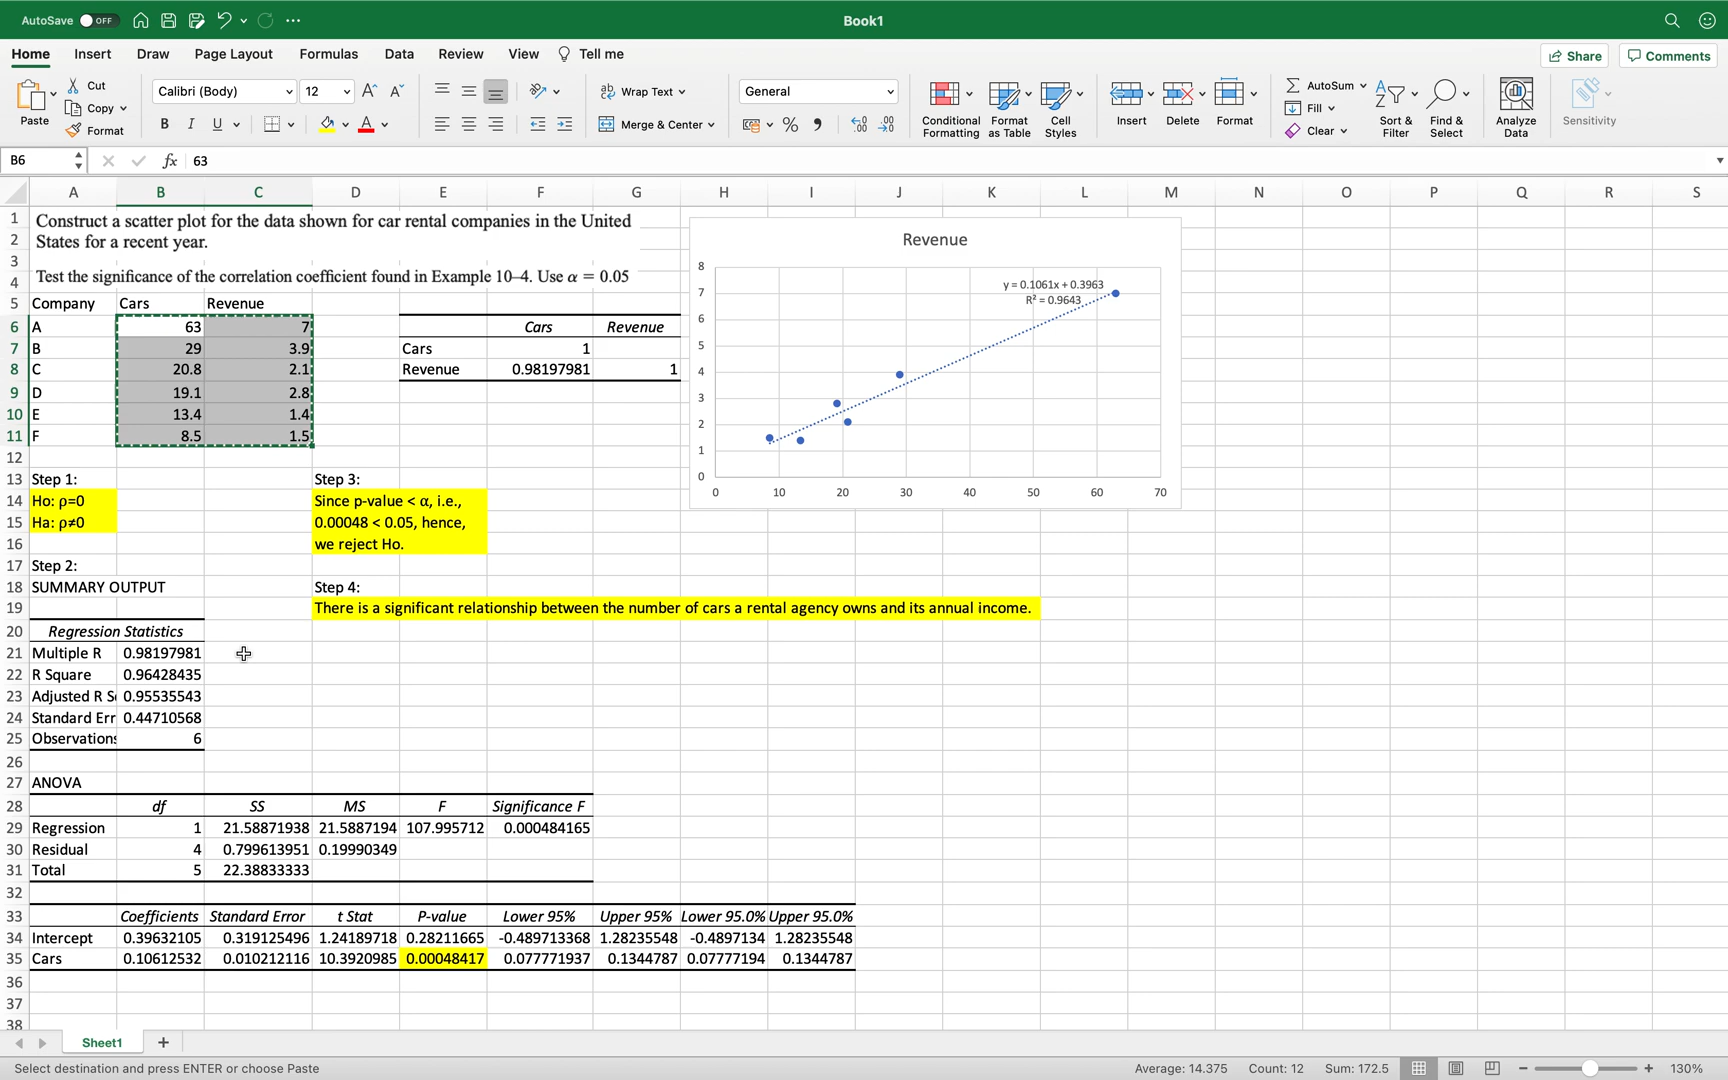 AutoSave OFF
Book1
Home Insert Draw Page Layout Formulas Data Review View Tell me
Share Comments
Paste
Cut
Copy
Format
Calibri (Body) 12
A^ A˅
B I U
A
ab Wrap Text
Merge & Center
General
%
Conditional Formatting
Format as Table
Cell Styles
Insert
Delete
Format
AutoSum
Fill
Clear
Sort & Filter
Find & Select
Analyze Data
Sensitivity
B6 fx 63
A B C D E F G H I J K L M N O P Q R S
1 Construct a scatter plot for the data shown for car rental companies in the United
2 States for a recent year.
3
4 Test the significance of the correlation coefficient found in Example 10–4. Use α = 0.05
5 Company Cars Revenue
6 A 63 7 Cars Revenue
7 B 29 3.9 Cars 1
8 C 20.8 2.1 Revenue 0.98197981 1
9 D 19.1 2.8
10 E 13.4 1.4
11 F 8.5 1.5
12
13 Step 1: Step 3:
14 Ho: ρ=0 Since p-value < α, i.e.,
15 Ha: ρ≠0 0.00048 < 0.05, hence,
16 we reject Ho.
17 Step 2:
18 SUMMARY OUTPUT Step 4:
19 There is a significant relationship between the number of cars a rental agency owns and its annual income.
20 Regression Statistics
21 Multiple R 0.98197981
22 R Square 0.96428435
23 Adjusted R S 0.95535543
24 Standard Err 0.44710568
25 Observations 6
26
27 ANOVA
28 df SS MS F Significance F
29 Regression 1 21.58871938 21.5887194 107.995712 0.000484165
30 Residual 4 0.799613951 0.19990349
31 Total 5 22.38833333
32
33 Coefficients Standard Error t Stat P-value Lower 95% Upper 95% Lower 95.0% Upper 95.0%
34 Intercept 0.39632105 0.319125496 1.24189718 0.28211665 -0.489713368 1.28235548 -0.4897134 1.28235548
35 Cars 0.10612532 0.010212116 10.3920985 0.00048417 0.077771937 0.1344787 0.07777194 0.1344787
36
37
38
Revenue
8
7
6
5
4
3
2
1
0
0 10 20 30 40 50 60 70
y = 0.1061x + 0.3963
R² = 0.9643
Sheet1
Select destination and press ENTER or choose Paste
Average: 14.375 Count: 12 Sum: 172.5
130%